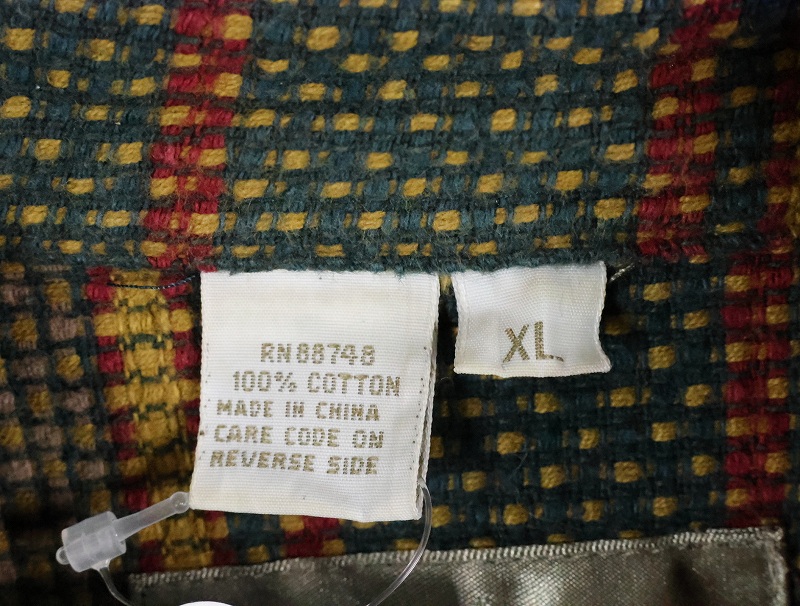 RN88748
100% COTTON
MADE IN CHINA
CARE CODE ON
REVERSE SIDE
XL